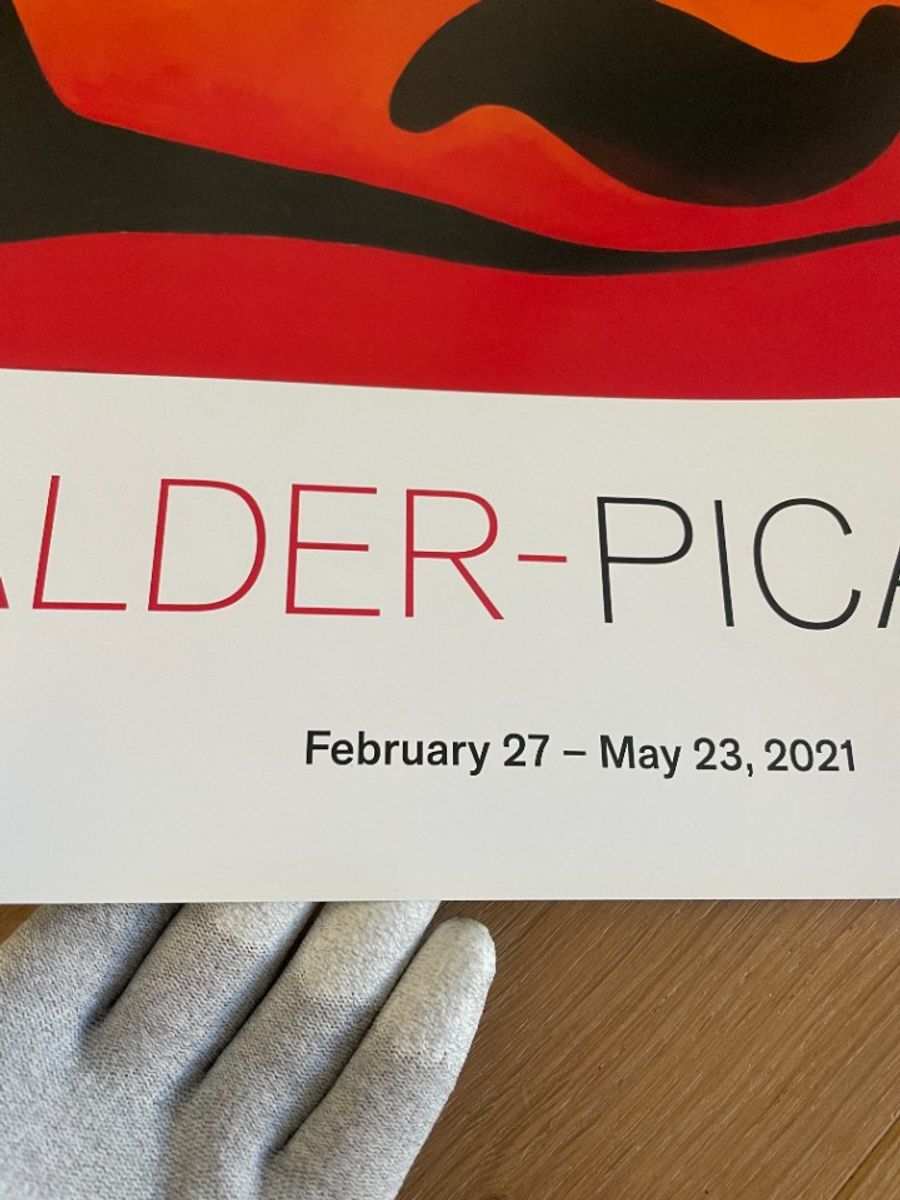 ALDER-PICA
February 27 – May 23, 2021